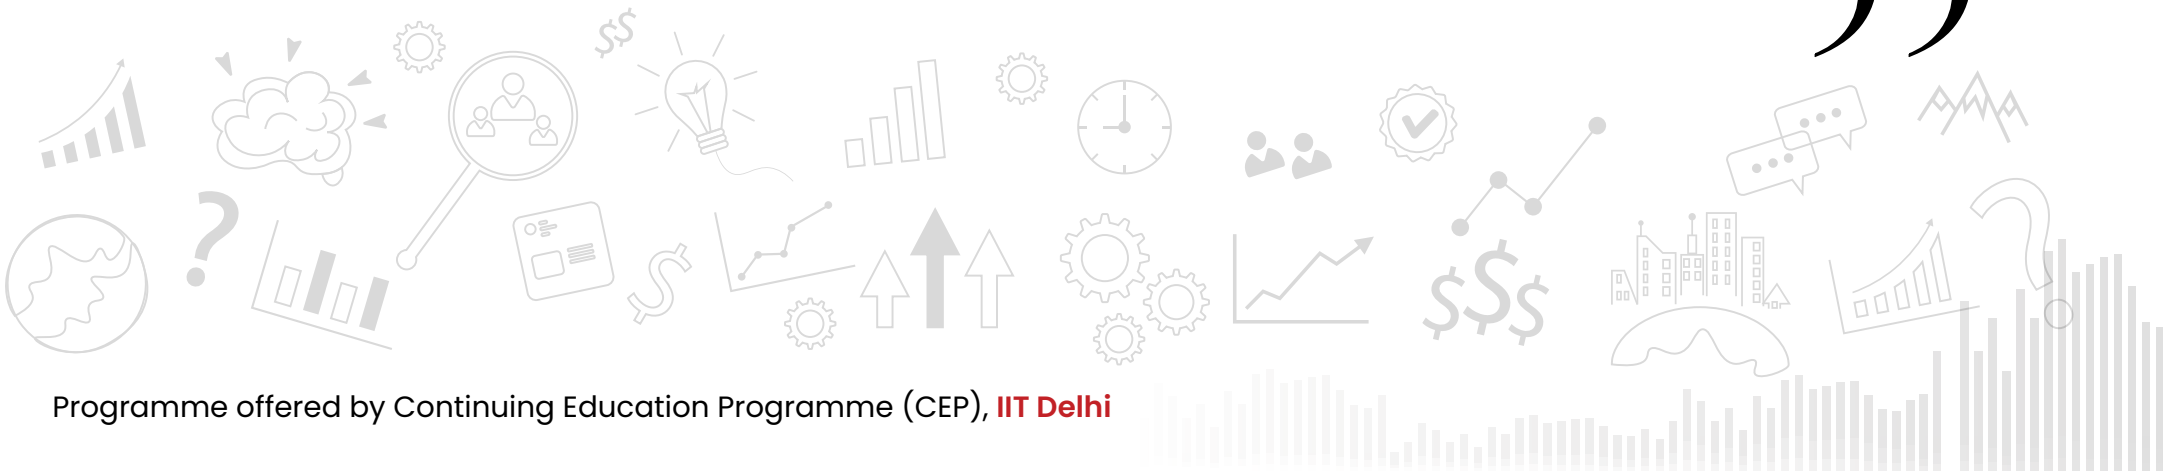 ”
Programme offered by Continuing Education Programme (CEP), IIT Delhi